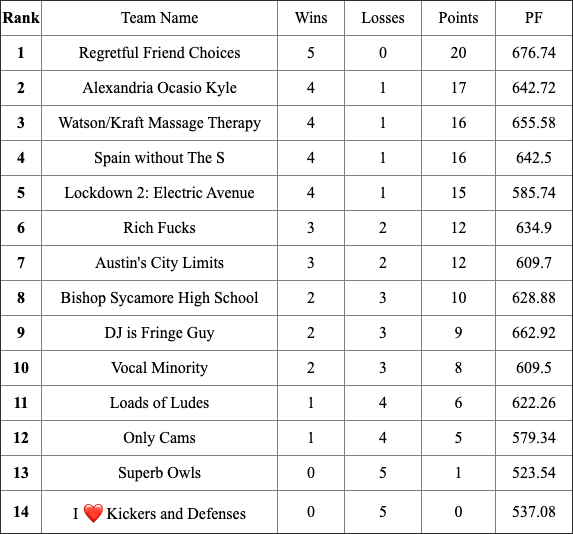 Rank Team Name Wins Losses Points PF
1 Regretful Friend Choices 5 0 20 676.74
2 Alexandria Ocasio Kyle 4 1 17 642.72
3 Watson/Kraft Massage Therapy 4 1 16 655.58
4 Spain without The S 4 1 16 642.5
5 Lockdown 2: Electric Avenue 4 1 15 585.74
6 Rich Fucks 3 2 12 634.9
7 Austin's City Limits 3 2 12 609.7
8 Bishop Sycamore High School 2 3 10 628.88
9 DJ is Fringe Guy 2 3 9 662.92
10 Vocal Minority 2 3 8 609.5
11 Loads of Ludes 1 4 6 622.26
12 Only Cams 1 4 5 579.34
13 Superb Owls 0 5 1 523.54
14 I ❤️ Kickers and Defenses 0 5 0 537.08